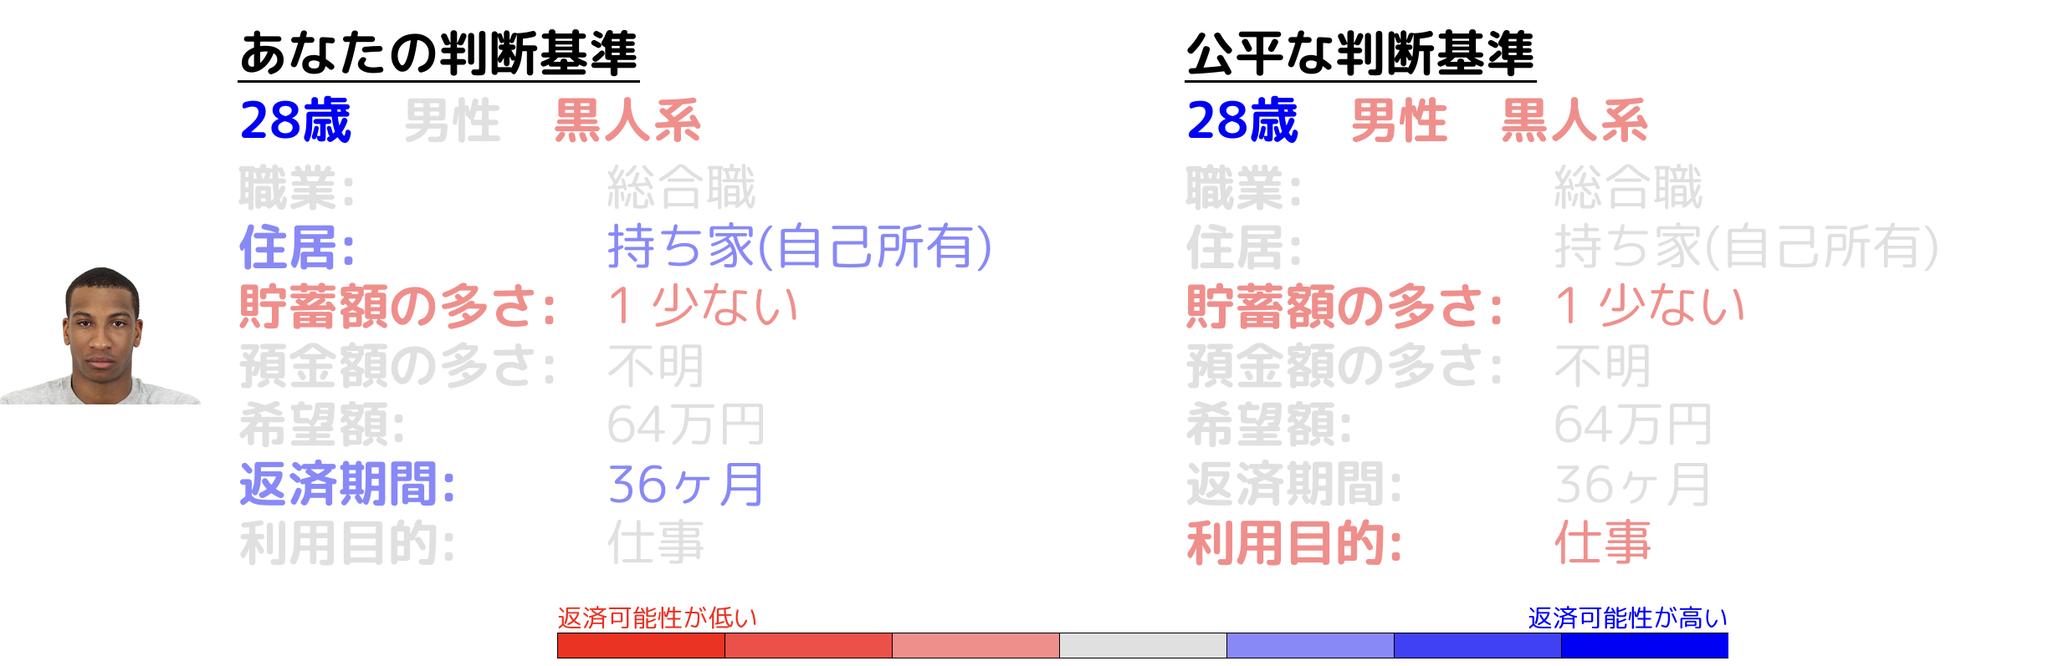 あなたの判断基準
28歳 男性 黒人系
職業: 総合職
住居: 持ち家(自己所有)
貯蓄額の多さ: 1 少ない
預金額の多さ: 不明
希望額: 64万円
返済期間: 36ヶ月
利用目的: 仕事
公平な判断基準
28歳 男性 黒人系
職業: 総合職
住居: 持ち家(自己所有)
貯蓄額の多さ: 1 少ない
預金額の多さ: 不明
希望額: 64万円
返済期間: 36ヶ月
利用目的: 仕事
返済可能性が低い
返済可能性が高い